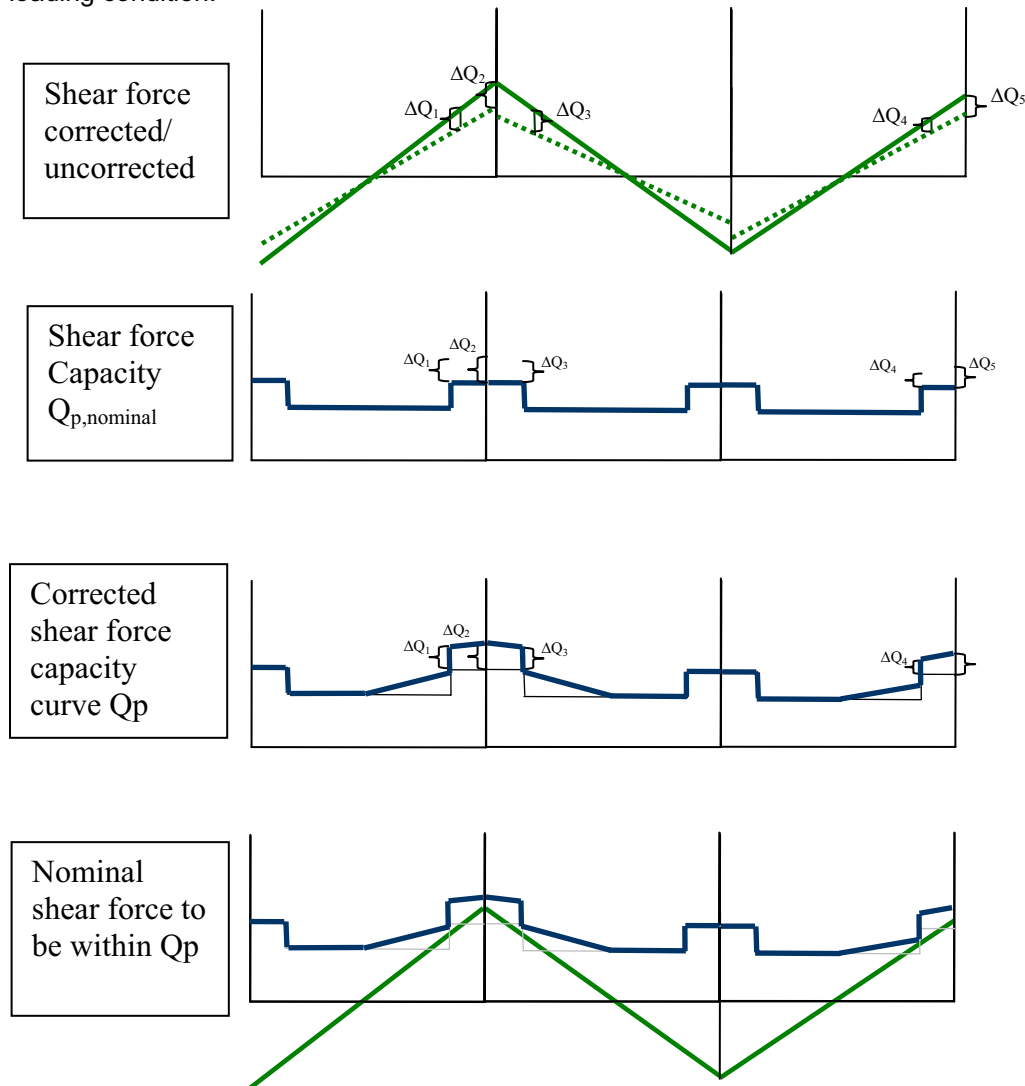 loading condition.
Shear force
corrected/
uncorrected
ΔQ1
ΔQ2
ΔQ3
ΔQ4
ΔQ5
Shear force
Capacity
Qp,nominal
ΔQ1
ΔQ2
ΔQ3
ΔQ4
ΔQ5
Corrected
shear force
capacity
curve Qp
ΔQ1
ΔQ2
ΔQ3
ΔQ4
Nominal
shear force to
be within Qp